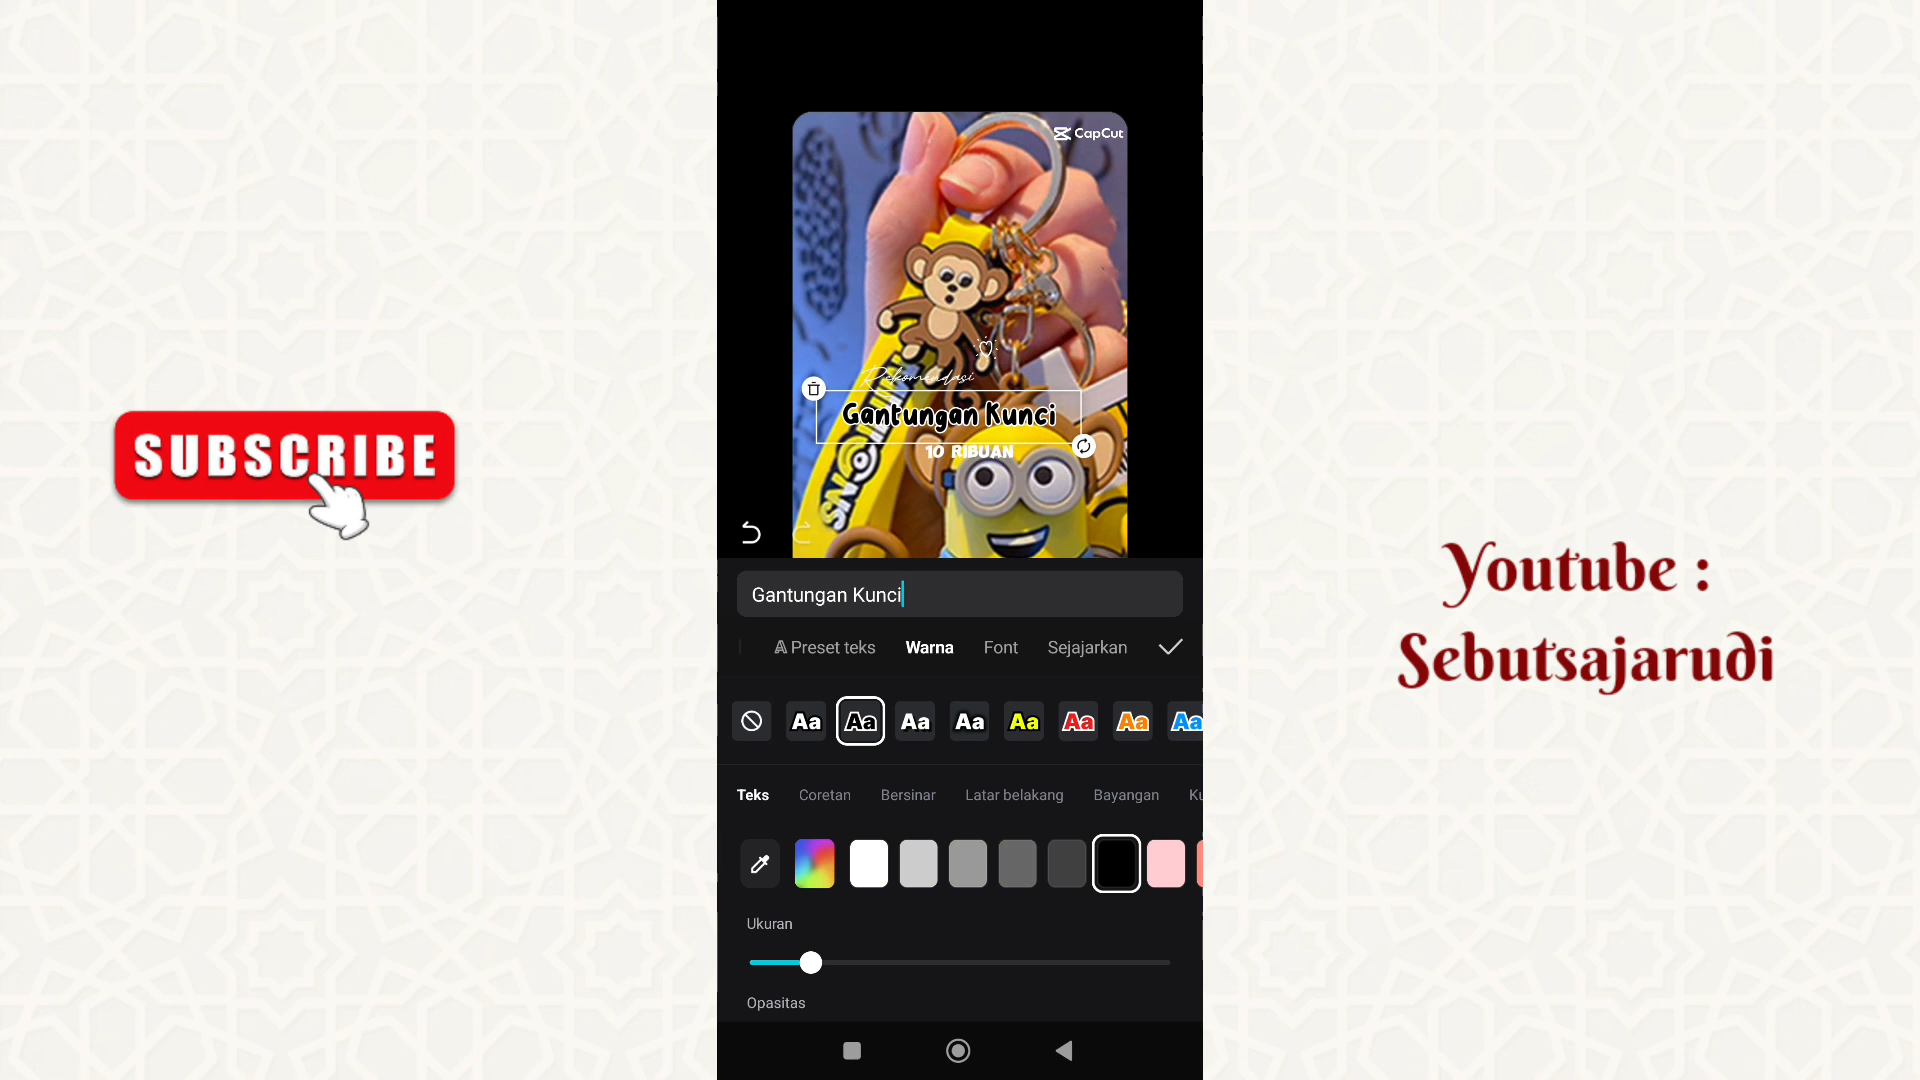 CapCut
Rekomendasi
Gantungan Kunci
10 RIBUAN
Gantungan Kunci
Preset teks Warna Font Sejajarkan
Aa Aa Aa Aa Aa Aa Aa Aa
Teks Coretan Bersinar Latar belakang Bayangan
Ukuran
Opasitas
SUBSCRIBE
Youtube :
Sebutsajarudi